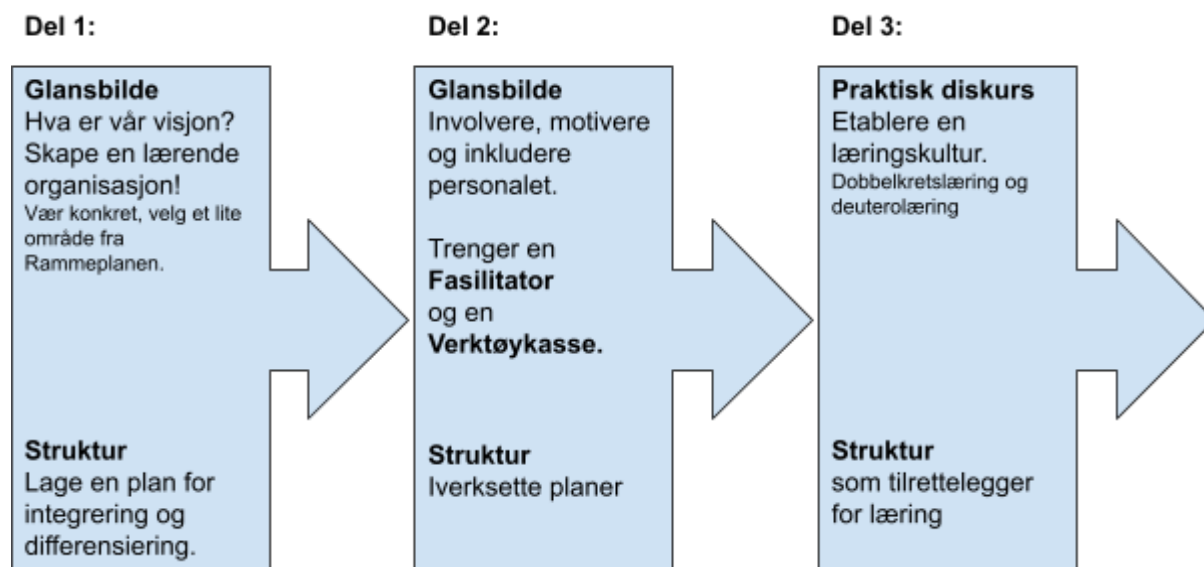 Del 1:
Glansbilde
Hva er vår visjon?
Skape en lærende
organisasjon!
Vær konkret, velg et lite
område fra
Rammeplanen.
Struktur
Lage en plan for
integrering og
differensiering.
Del 2:
Glansbilde
Involvere, motivere
og inkludere
personalet.
Trenger en
Fasilitator
og en
Verktøykasse.
Struktur
Iverksette planer
Del 3:
Praktisk diskurs
Etablere en
læringskultur.
Dobbelkretslæring og
deuterolæring
Struktur
som tilrettelegger
for læring